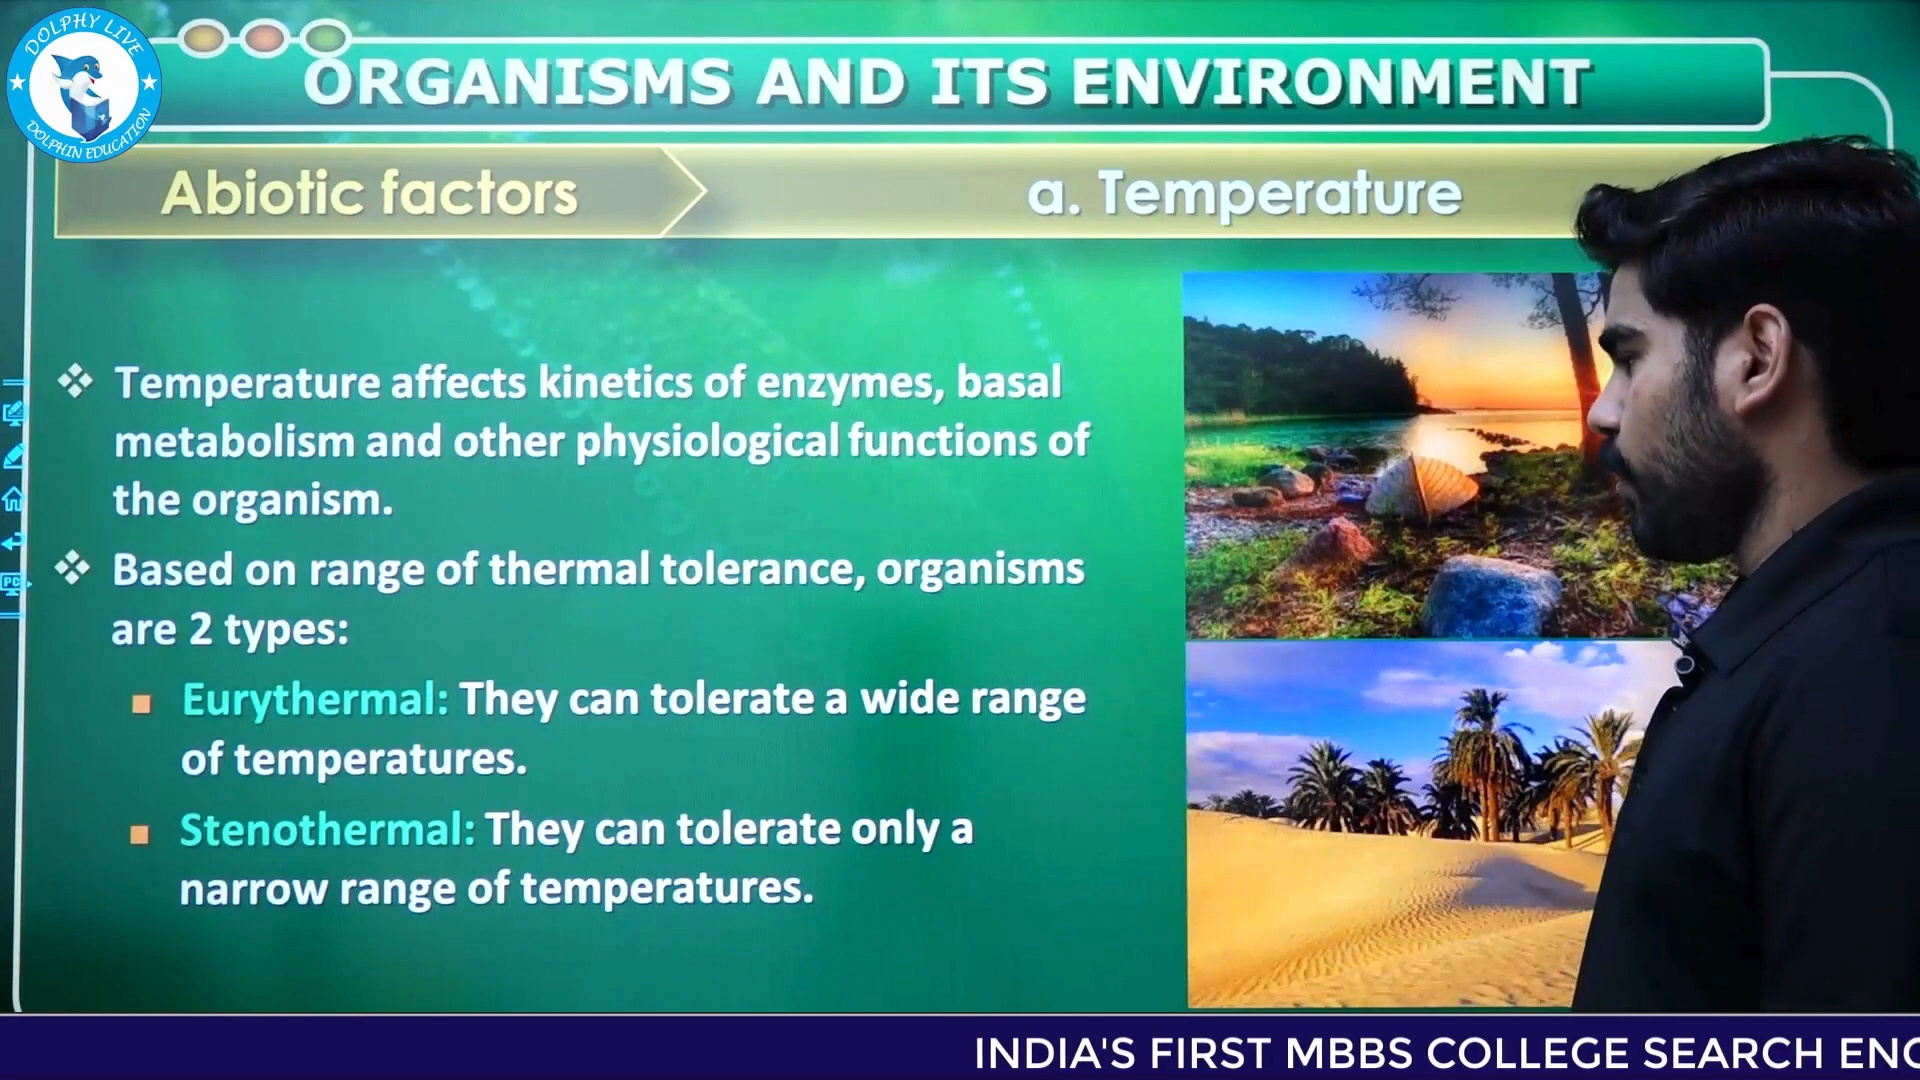 DOLPHY LIVE
DOLPHIN EDUCATION
ORGANISMS AND ITS ENVIRONMENT
Abiotic factors
a. Temperature
Temperature affects kinetics of enzymes, basal
metabolism and other physiological functions of
the organism.
Based on range of thermal tolerance, organisms
are 2 types:
Eurythermal: They can tolerate a wide range
of temperatures.
Stenothermal: They can tolerate only a
narrow range of temperatures.
PC
INDIA'S FIRST MBBS COLLEGE SEARCH